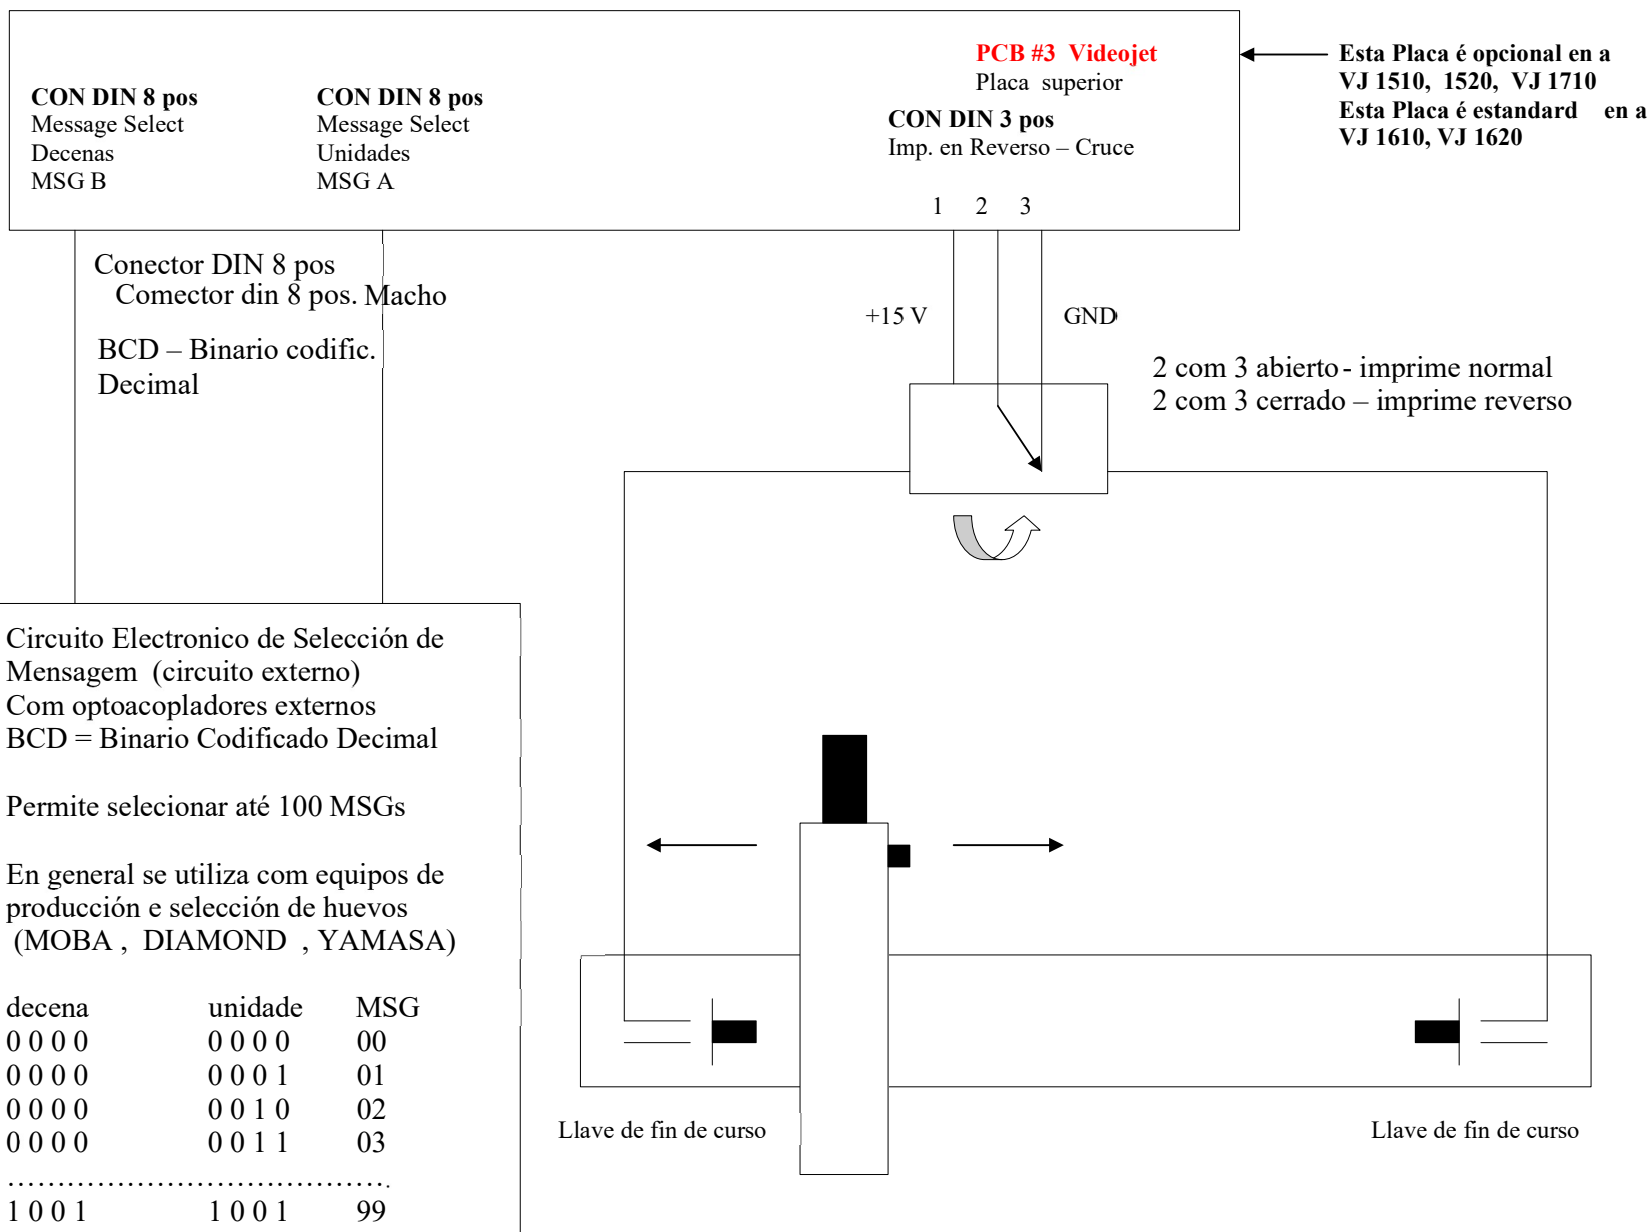 PCB #3 Videojet
Placa superior
CON DIN 8 pos
Message Select
Decenas
MSG B
CON DIN 8 pos
Message Select
Unidades
MSG A
CON DIN 3 pos
Imp. en Reverso – Cruce
1 2 3
Esta Placa é opcional en a
VJ 1510, 1520, VJ 1710
Esta Placa é estandard en a
VJ 1610, VJ 1620
Conector DIN 8 pos
Comector din 8 pos. Macho
BCD – Binario codific.
Decimal
+15 V
GND
2 com 3 abierto - imprime normal
2 com 3 cerrado – imprime reverso
Circuito Electronico de Selección de
Mensagem (circuito externo)
Com optoacopladores externos
BCD = Binario Codificado Decimal
Permite selecionar até 100 MSGs
En general se utiliza com equipos de
producción e selección de huevos
(MOBA , DIAMOND , YAMASA)
decena unidade MSG
0 0 0 0 0 0 0 0 00
0 0 0 0 0 0 0 1 01
0 0 0 0 0 0 1 0 02
0 0 0 0 0 0 1 1 03
…………………………………
1 0 0 1 1 0 0 1 99
Llave de fin de curso
Llave de fin de curso